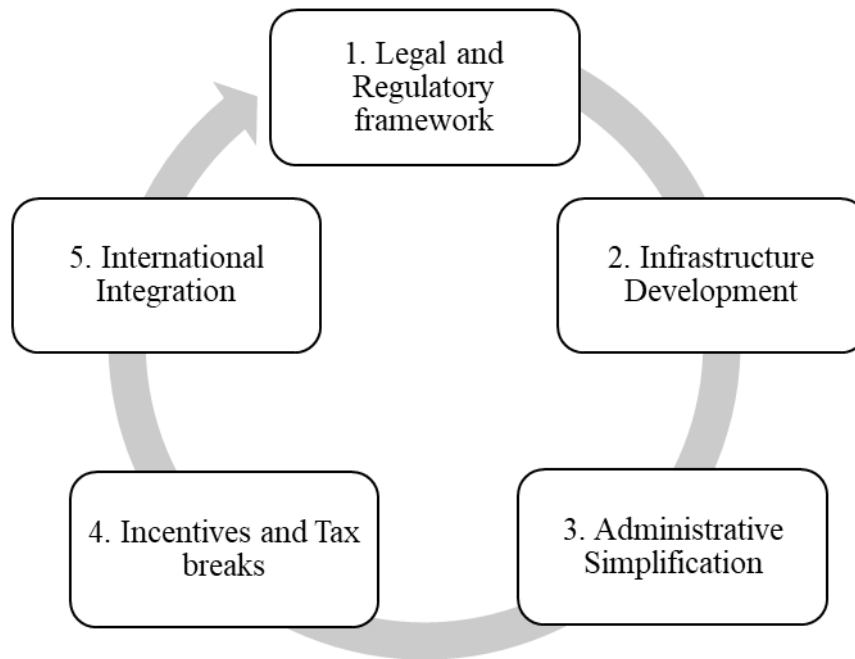 1. Legal and
Regulatory
framework
2. Infrastructure
Development
3. Administrative
Simplification
4. Incentives and Tax
breaks
5. International
Integration